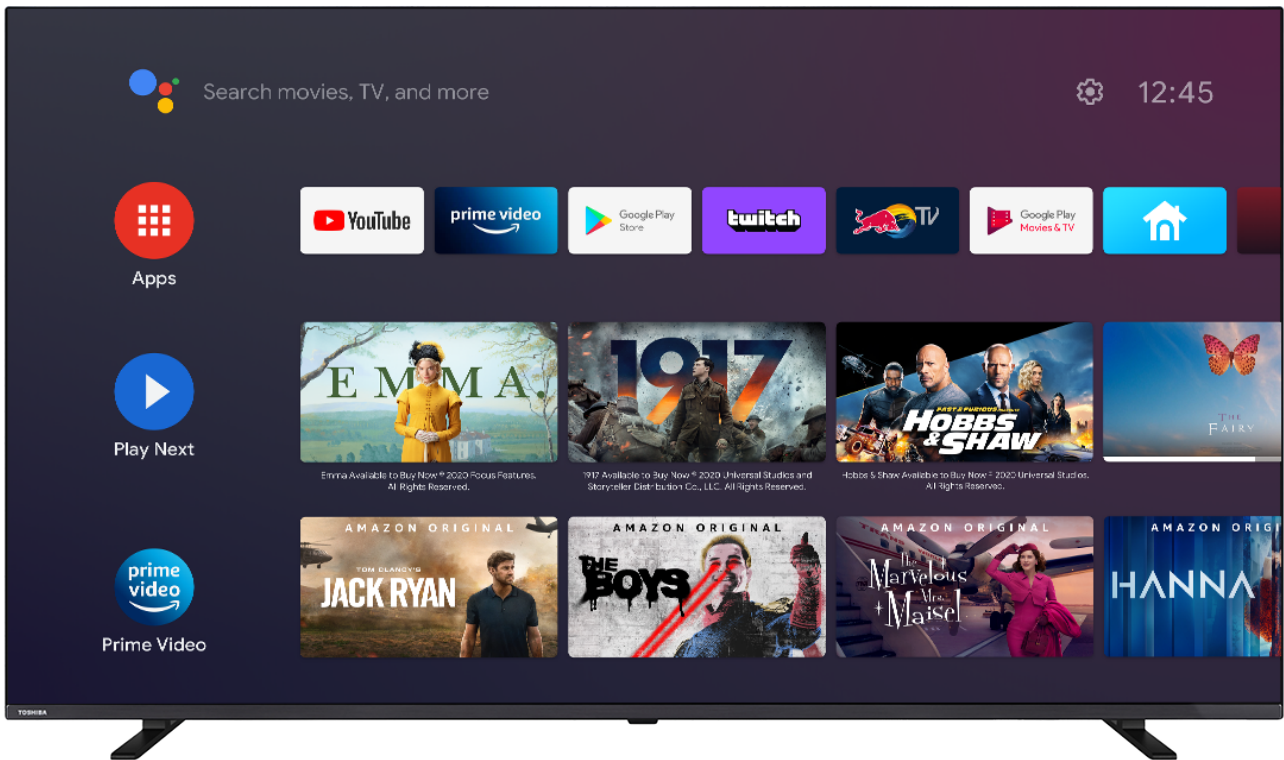 Search movies, TV, and more
12:45
Apps
YouTube
prime video
Google Play
Store
twitch
TV
Google Play
Movies & TV
EMMA.
Emma Available to Buy Now © 2020 Focus Features.
All Rights Reserved.
1917
1917 Available to Buy Now © 2020 Universal Studios and
Storyteller Distribution Co., LLC. All Rights Reserved.
FAST & FURIOUS
HOBBS
& SHAW
Hobbs & Shaw Available to Buy Now © 2020 Universal Studios.
All Rights Reserved.
THE
FAIRY
Play Next
AMAZON ORIGINAL
TOM CLANCY'S
JACK RYAN
AMAZON ORIGINAL
THE
BOYS
AMAZON ORIGINAL
The
Marvelous
Mrs.
Maisel
AMAZON ORIGI
HANNA
prime
video
Prime Video
TOSHIBA